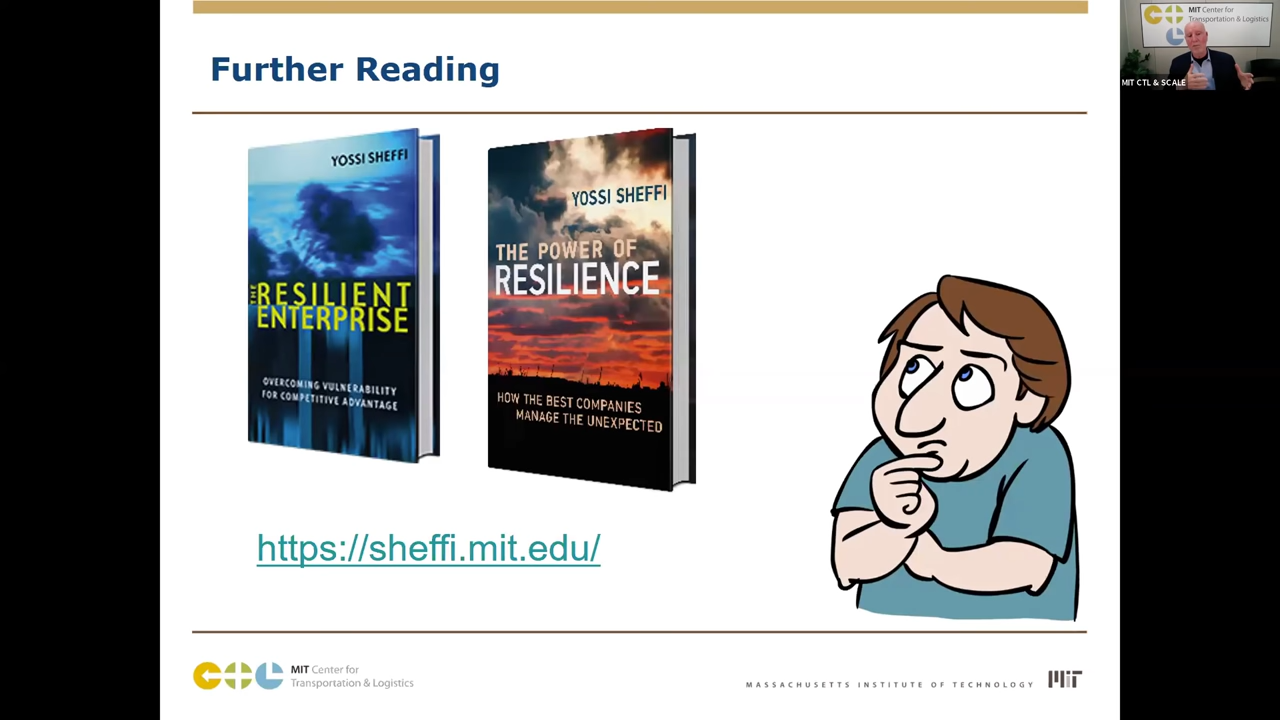 Further Reading
YOSSI SHEFFI
THE
RESILIENT
ENTERPRISE
OVERCOMING VULNERABILITY
FOR COMPETITIVE ADVANTAGE
YOSSI SHEFFI
THE POWER OF
RESILIENCE
HOW THE BEST COMPANIES
MANAGE THE UNEXPECTED
https://sheffi.mit.edu/
MIT Center for
Transportation & Logistics
MASSACHUSETTS INSTITUTE OF TECHNOLOGY
MIT
MIT Center for
Transportation & Logistics
MIT CTL & SCALE